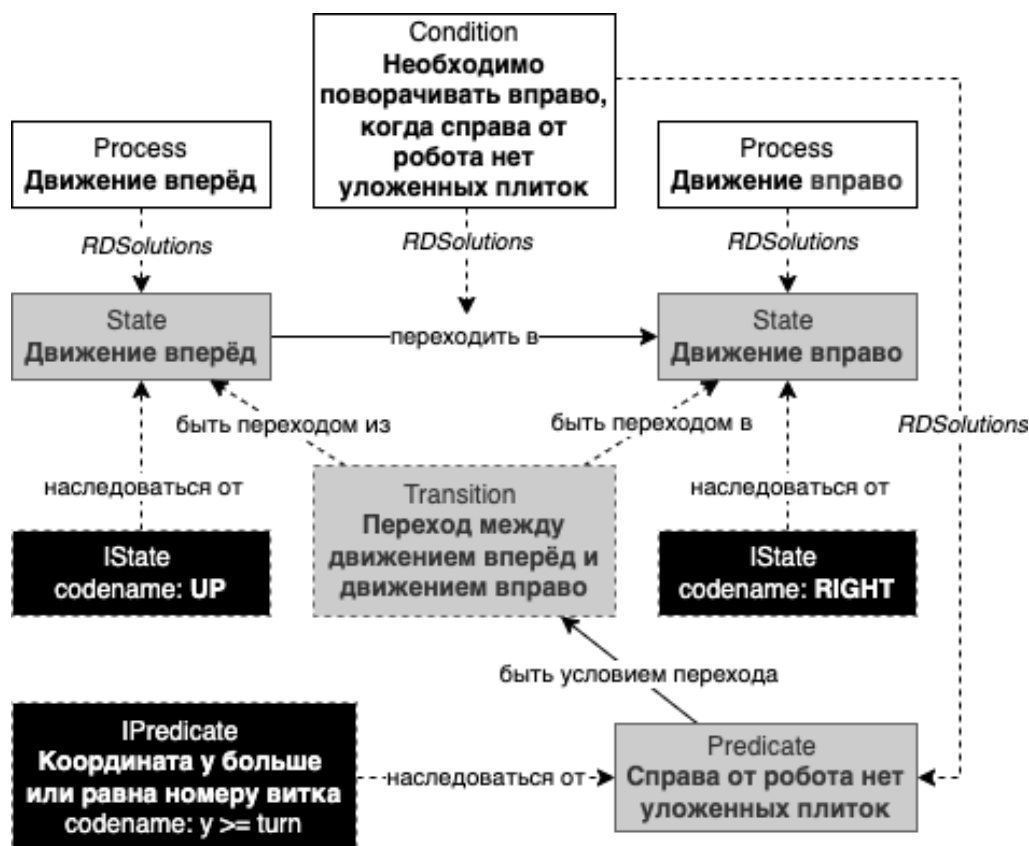 Condition
Необходимо
поворачивать вправо,
когда справа от
робота нет
уложенных плиток
Process
Движение вперёд
Process
Движение вправо
RDSolutions
RDSolutions
RDSolutions
State
Движение вперёд
переходить в
State
Движение вправо
быть переходом из
быть переходом в
RDSolutions
наследоваться от
Transition
Переход между
движением вперёд и
движением вправо
наследоваться от
IState
codename: UP
IState
codename: RIGHT
быть условием перехода
IPredicate
Координата y больше
или равна номеру витка
codename: y >= turn
наследоваться от
Predicate
Справа от робота нет
уложенных плиток